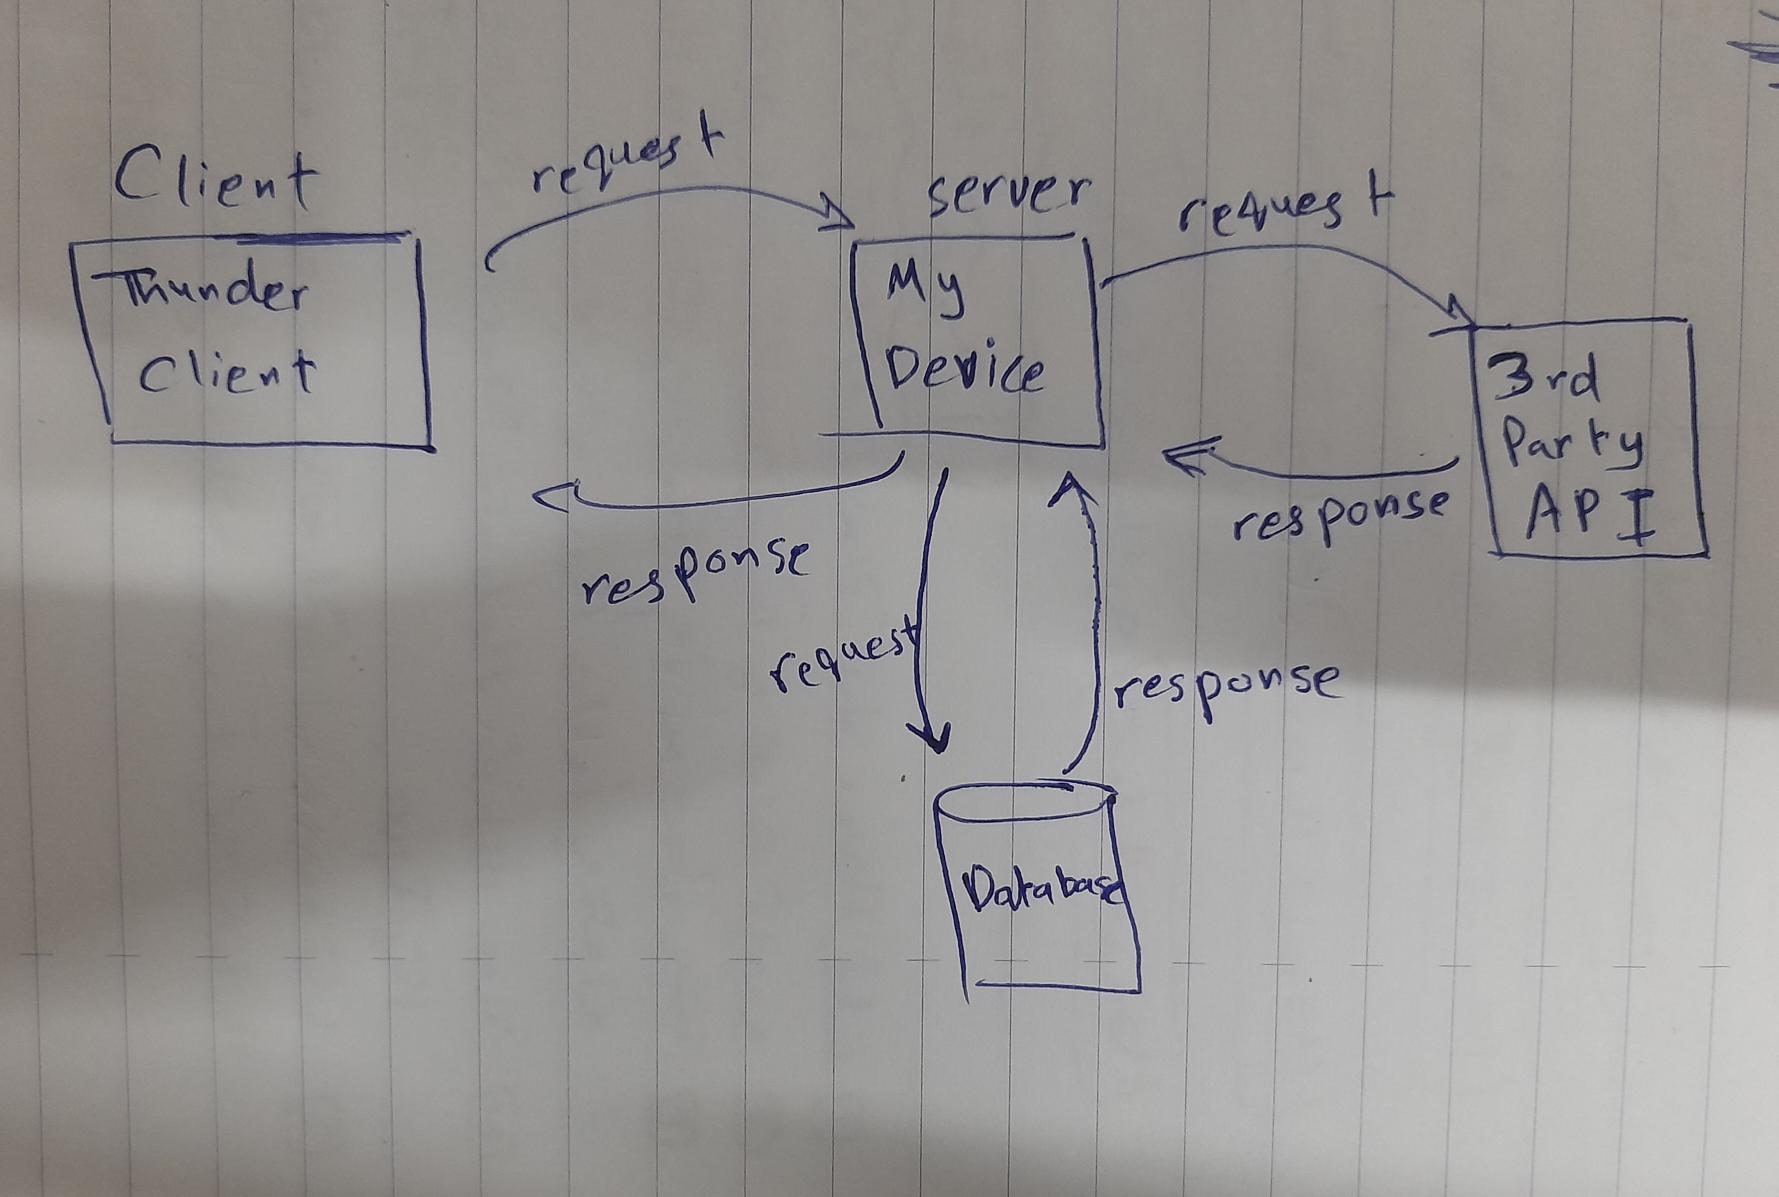 Client
request
server
request
Thunder
Client
My
Device
3rd
Party
API
response
response
request
response
Database